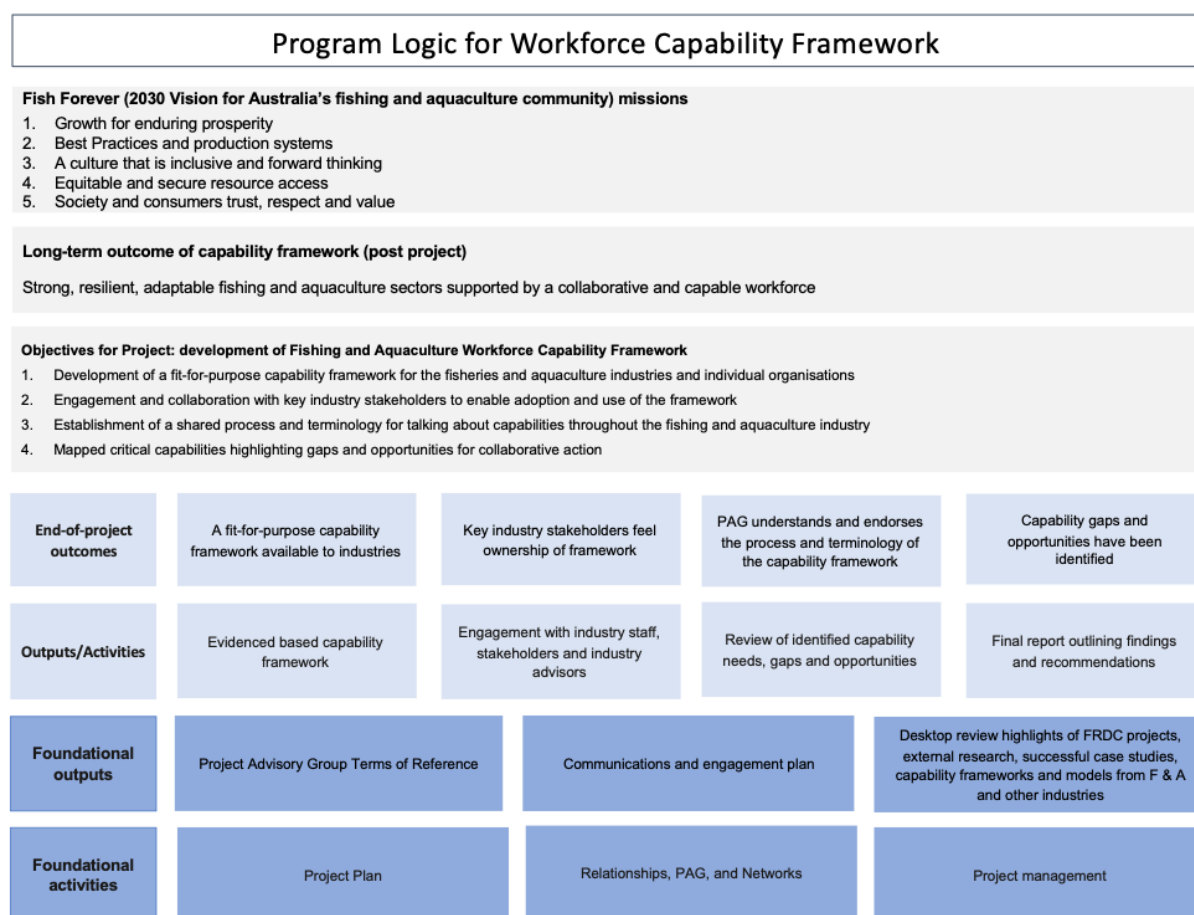 Program Logic for Workforce Capability Framework
Fish Forever (2030 Vision for Australia's fishing and aquaculture community) missions
1. Growth for enduring prosperity
2. Best Practices and production systems
3. A culture that is inclusive and forward thinking
4. Equitable and secure resource access
5. Society and consumers trust, respect and value
Long-term outcome of capability framework (post project)
Strong, resilient, adaptable fishing and aquaculture sectors supported by a collaborative and capable workforce
Objectives for Project: development of Fishing and Aquaculture Workforce Capability Framework
1. Development of a fit-for-purpose capability framework for the fisheries and aquaculture industries and individual organisations
2. Engagement and collaboration with key industry stakeholders to enable adoption and use of the framework
3. Establishment of a shared process and terminology for talking about capabilities throughout the fishing and aquaculture industry
4. Mapped critical capabilities highlighting gaps and opportunities for collaborative action
End-of-project
outcomes
A fit-for-purpose capability
framework available to industries
Key industry stakeholders feel
ownership of framework
PAG understands and endorses
the process and terminology of
the capability framework
Capability gaps and
opportunities have been
identified
Outputs/Activities
Evidenced based capability
framework
Engagement with industry staff,
stakeholders and industry
advisors
Review of identified capability
needs, gaps and opportunities
Final report outlining findings
and recommendations
Foundational
outputs
Project Advisory Group Terms of Reference
Communications and engagement plan
Desktop review highlights of FRDC projects,
external research, successful case studies,
capability frameworks and models from F & A
and other industries
Foundational
activities
Project Plan
Relationships, PAG, and Networks
Project management